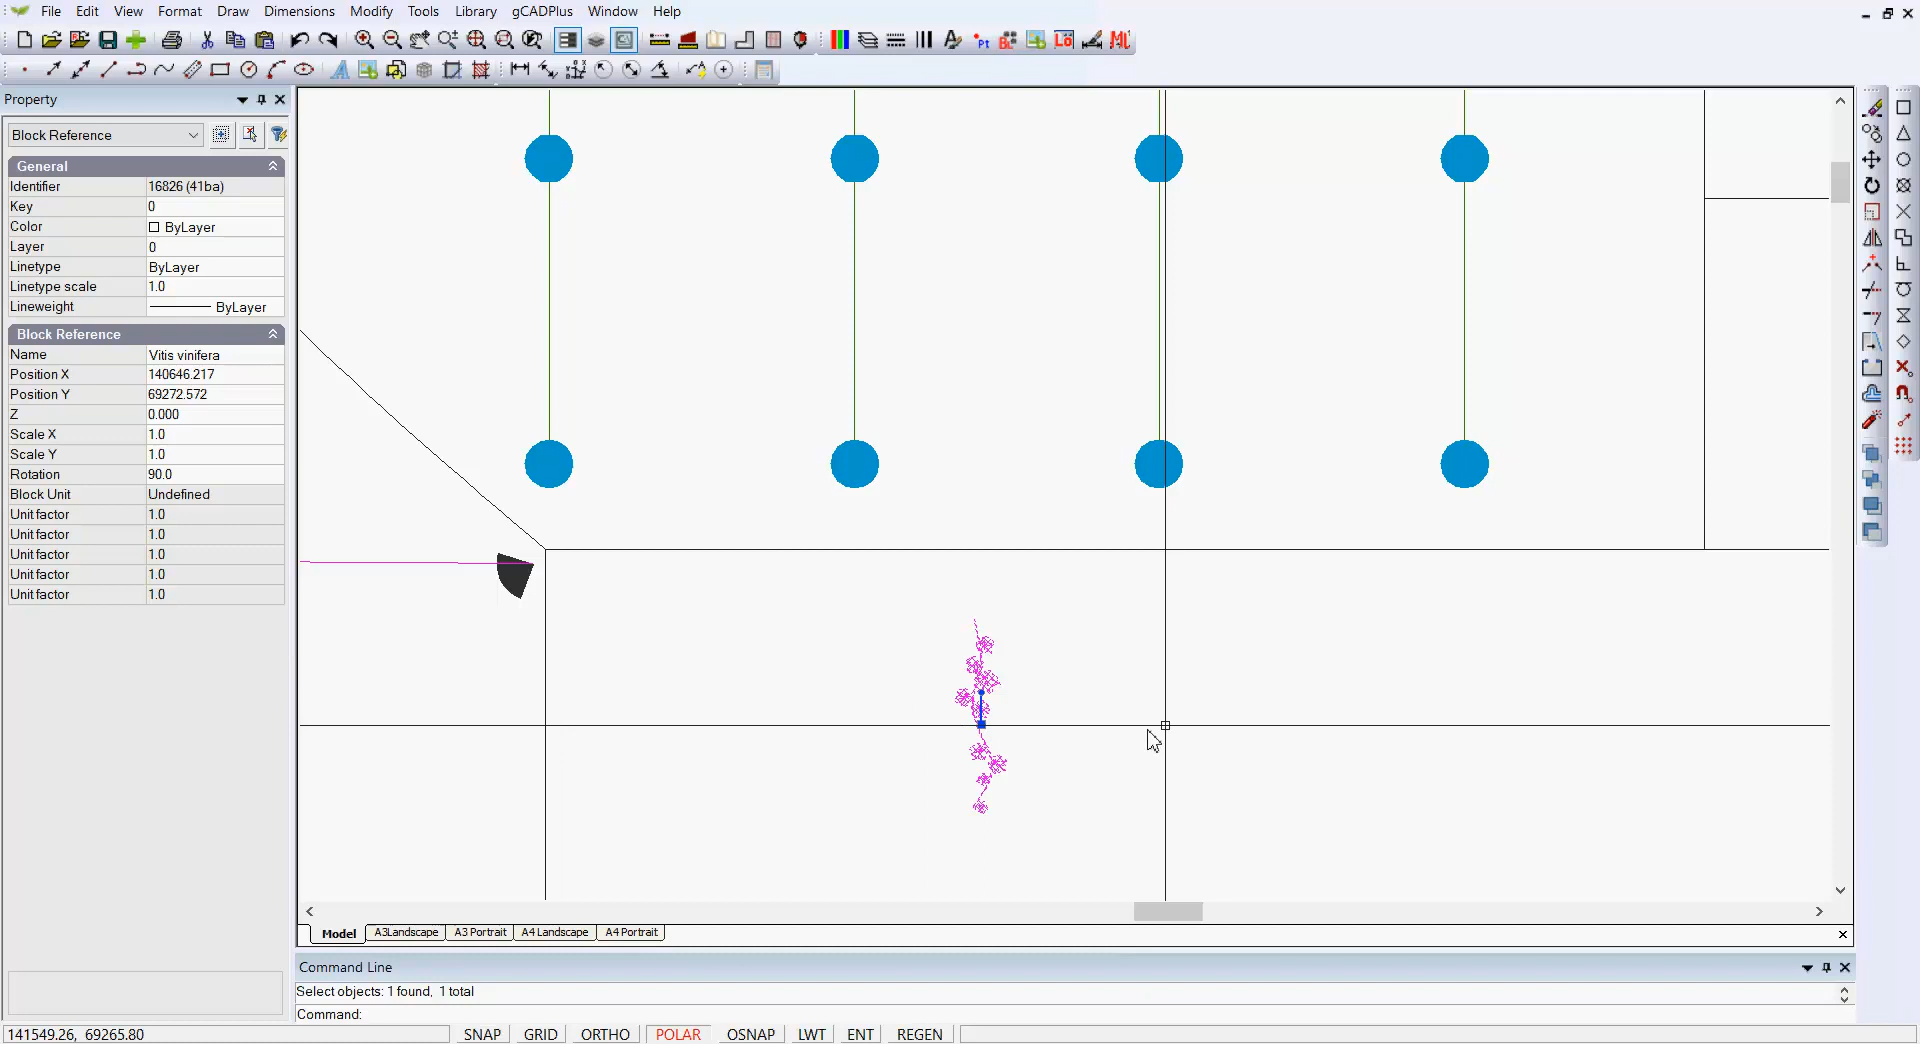 File Edit View Format Draw Dimensions Modify Tools Library gCADPlus Window Help
Pt
Property
Block Reference
General
Identifier 16826 (41ba)
Key 0
Color ByLayer
Layer 0
Linetype ByLayer
Linetype scale 1.0
Lineweight ByLayer
Block Reference
Name Vitis vinifera
Position X 140646.217
Position Y 69272.572
Z 0.000
Scale X 1.0
Scale Y 1.0
Rotation 90.0
Block Unit Undefined
Unit factor 1.0
Unit factor 1.0
Unit factor 1.0
Unit factor 1.0
Unit factor 1.0
Model A3Landscape A3 Portrait A4 Landscape A4 Portrait
Command Line
Select objects: 1 found, 1 total
Command:
141549.26, 69265.80 SNAP GRID ORTHO POLAR OSNAP LWT ENT REGEN